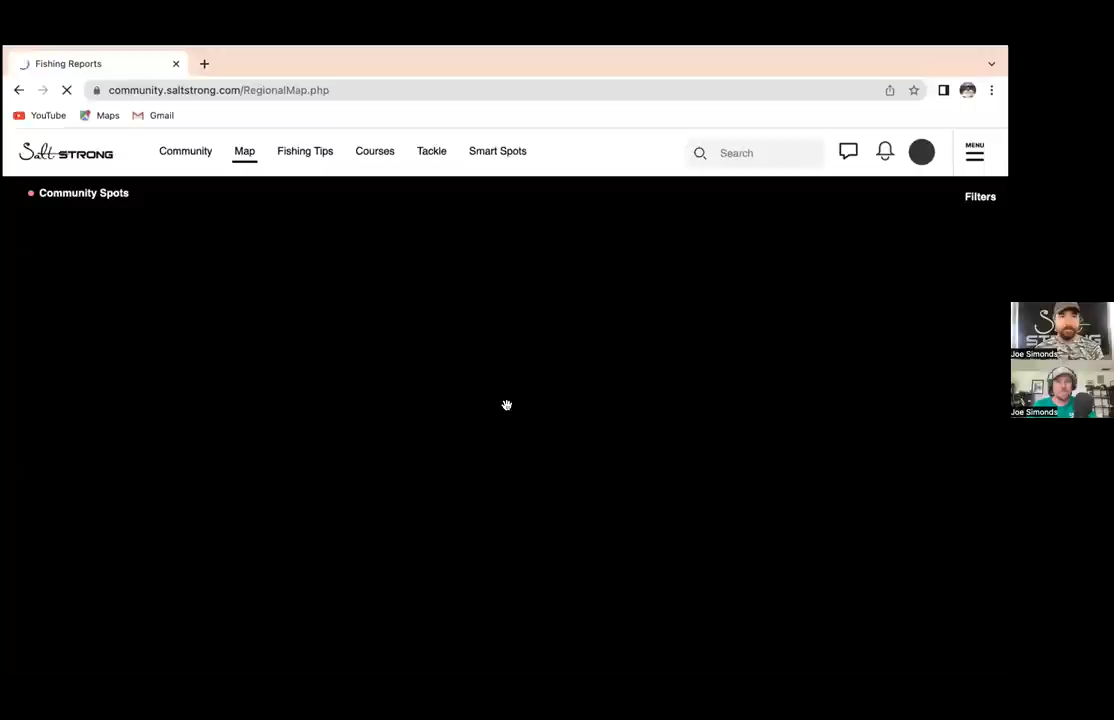 Fishing Reports
community.saltstrong.com/RegionalMap.php
YouTube Maps Gmail
Salt STRONG Community Map Fishing Tips Courses Tackle Smart Spots Search MENU
Community Spots Filters
STRONG
Joe Simonds
Joe Simonds